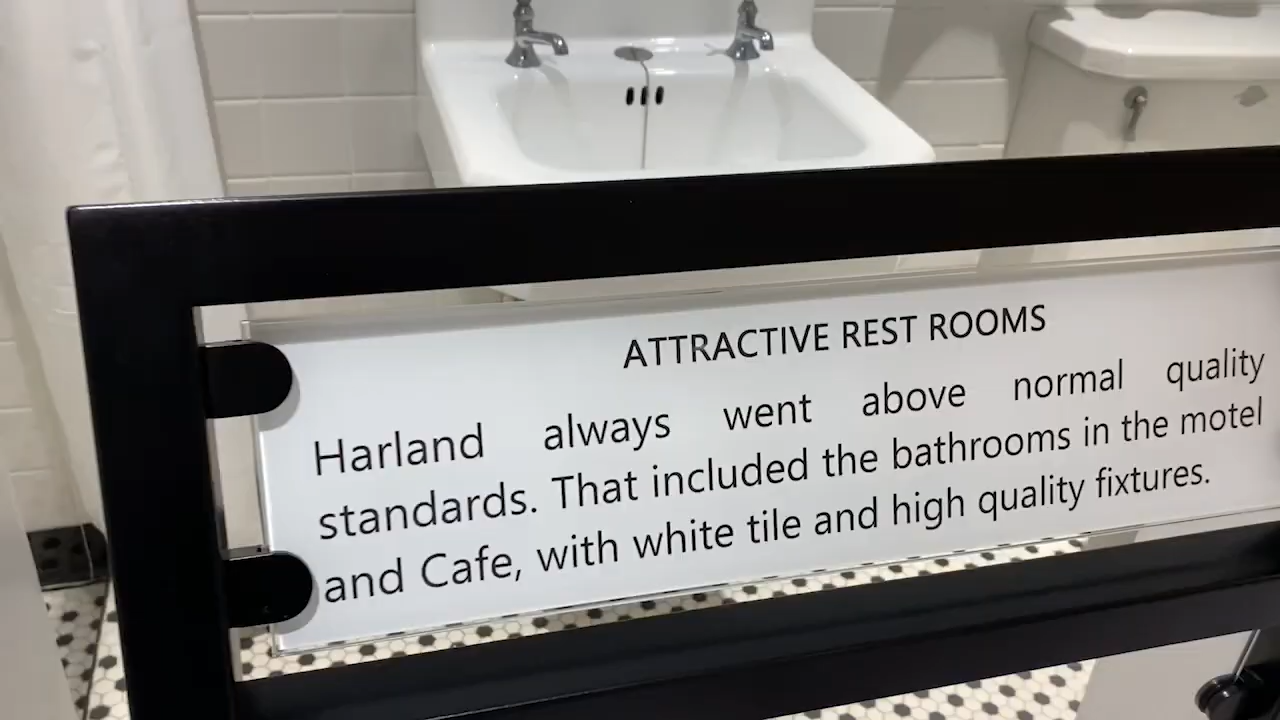 ATTRACTIVE REST ROOMS
Harland always went above normal quality
standards. That included the bathrooms in the motel
and Cafe, with white tile and high quality fixtures.